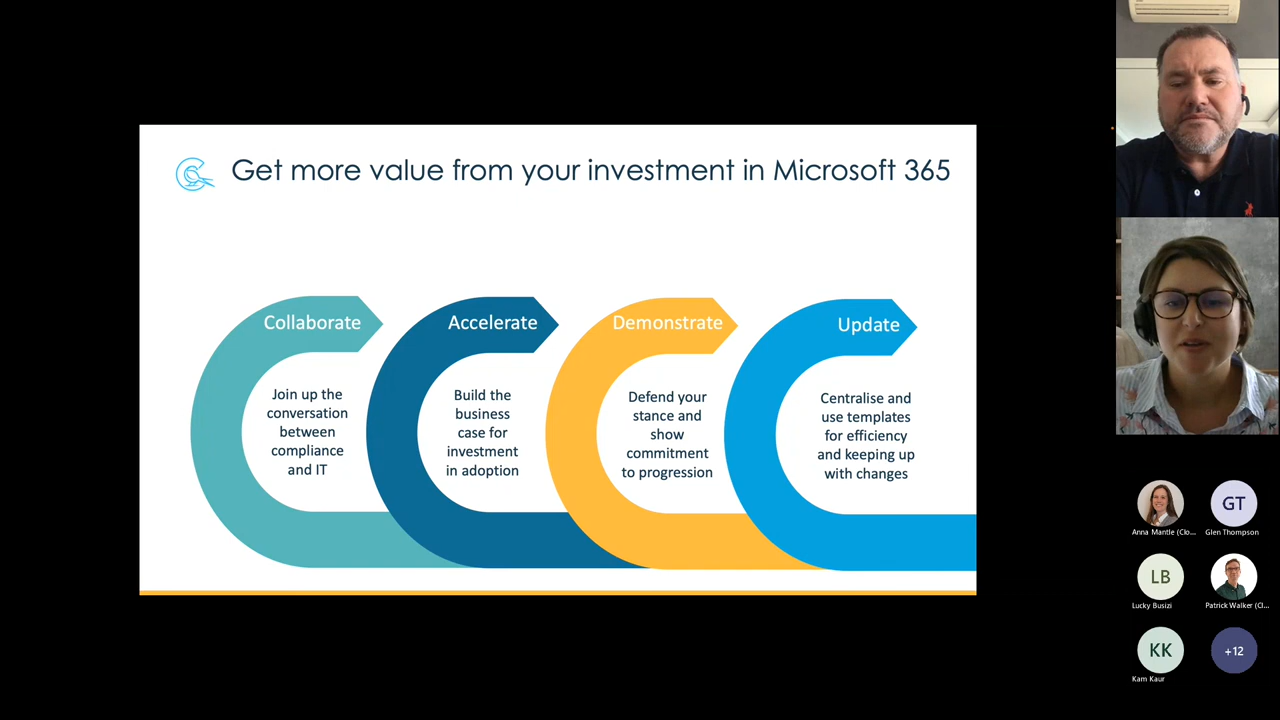 Get more value from your investment in Microsoft 365
Collaborate
Join up the
conversation
between
compliance
and IT
Accelerate
Build the
business
case for
investment
in adoption
Demonstrate
Defend your
stance and
show
commitment
to progression
Update
Centralise and
use templates
for efficiency
and keeping up
with changes
Anna Mantle (Clo...
GT
Glen Thompson
LB
Lucky Busizi
Patrick Walker (Cl...
KK
Kam Kaur
+12